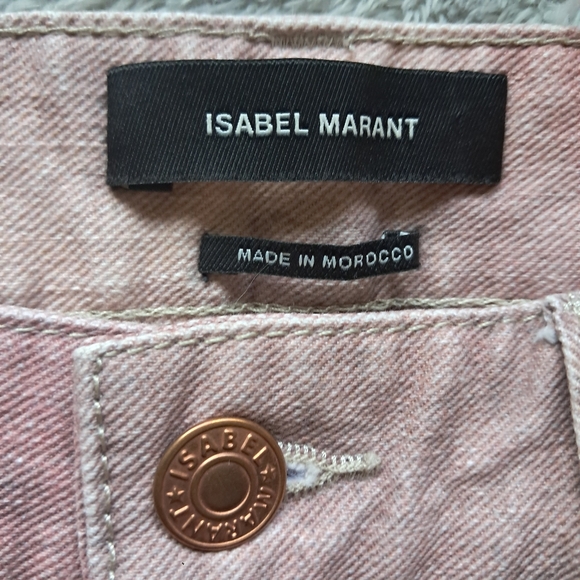 ISABEL MARANT
MADE IN MOROCCO
ISABEL★MARANT★